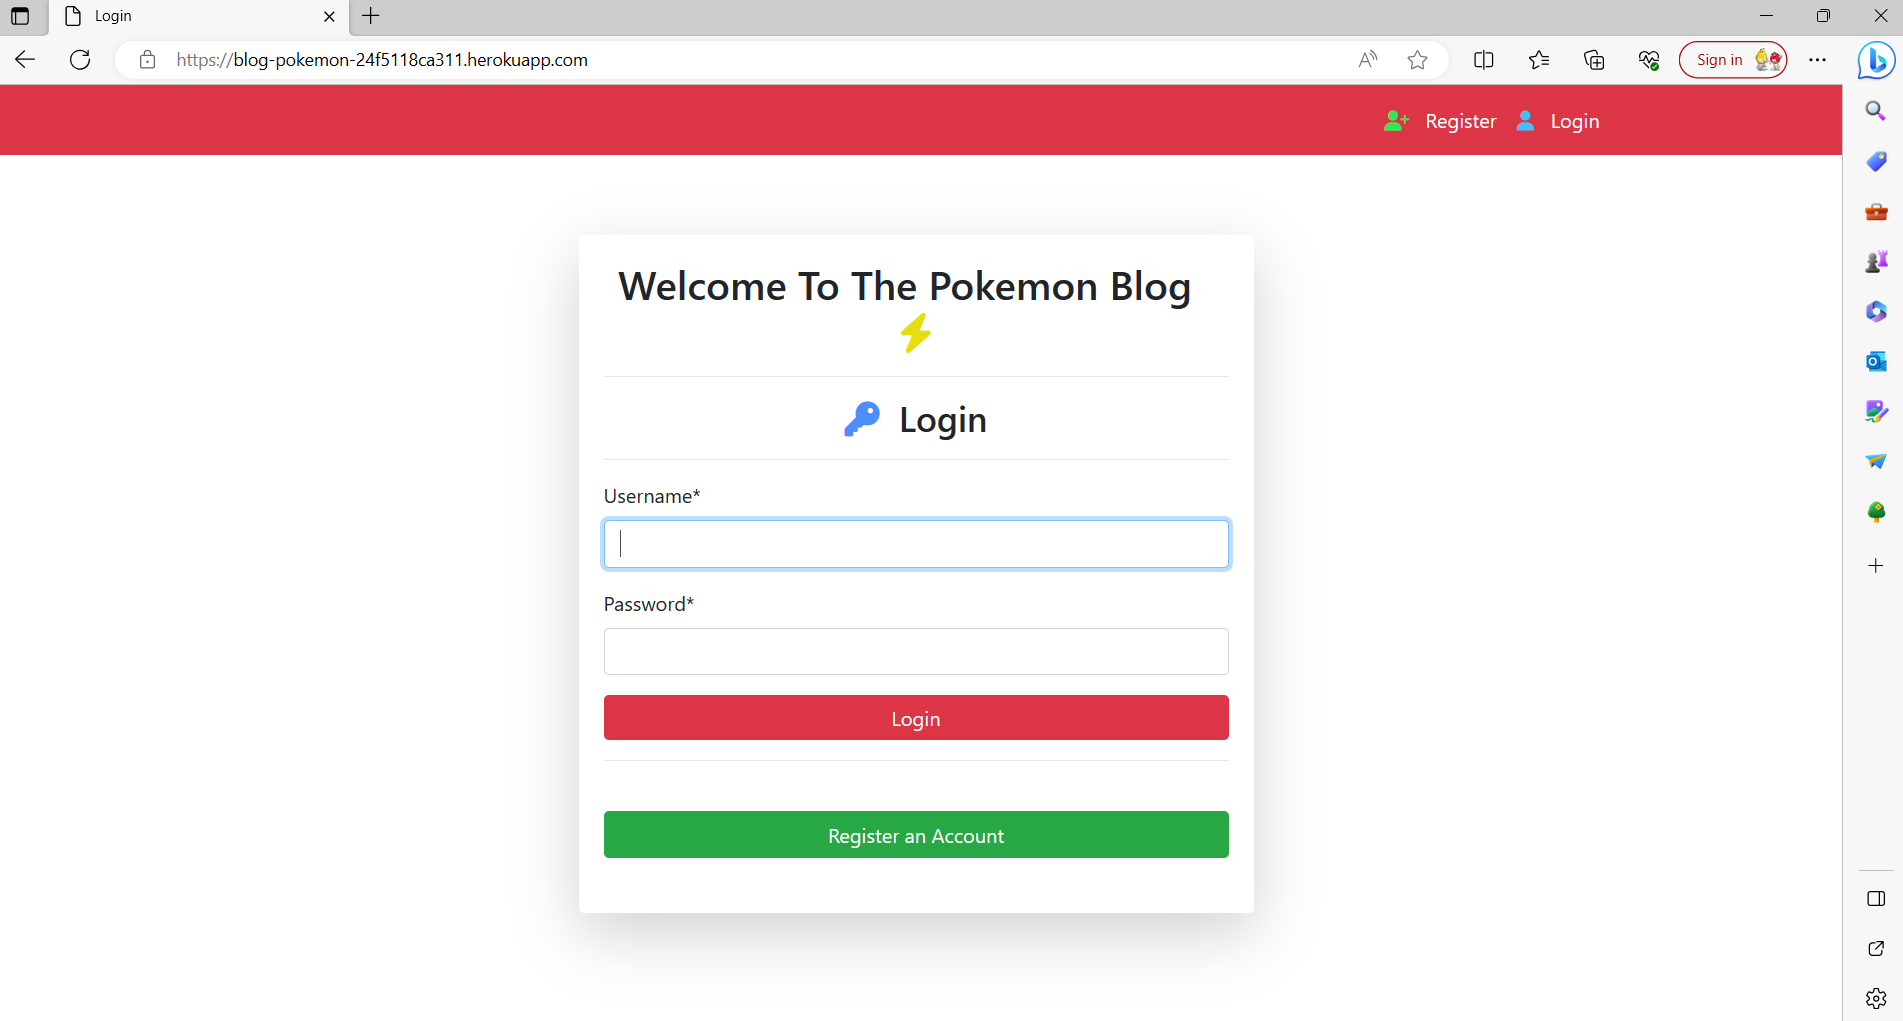 Login
https://blog-pokemon-24f5118ca311.herokuapp.com
Sign in
Register
Login
Welcome To The Pokemon Blog
Login
Username*
Password*
Login
Register an Account